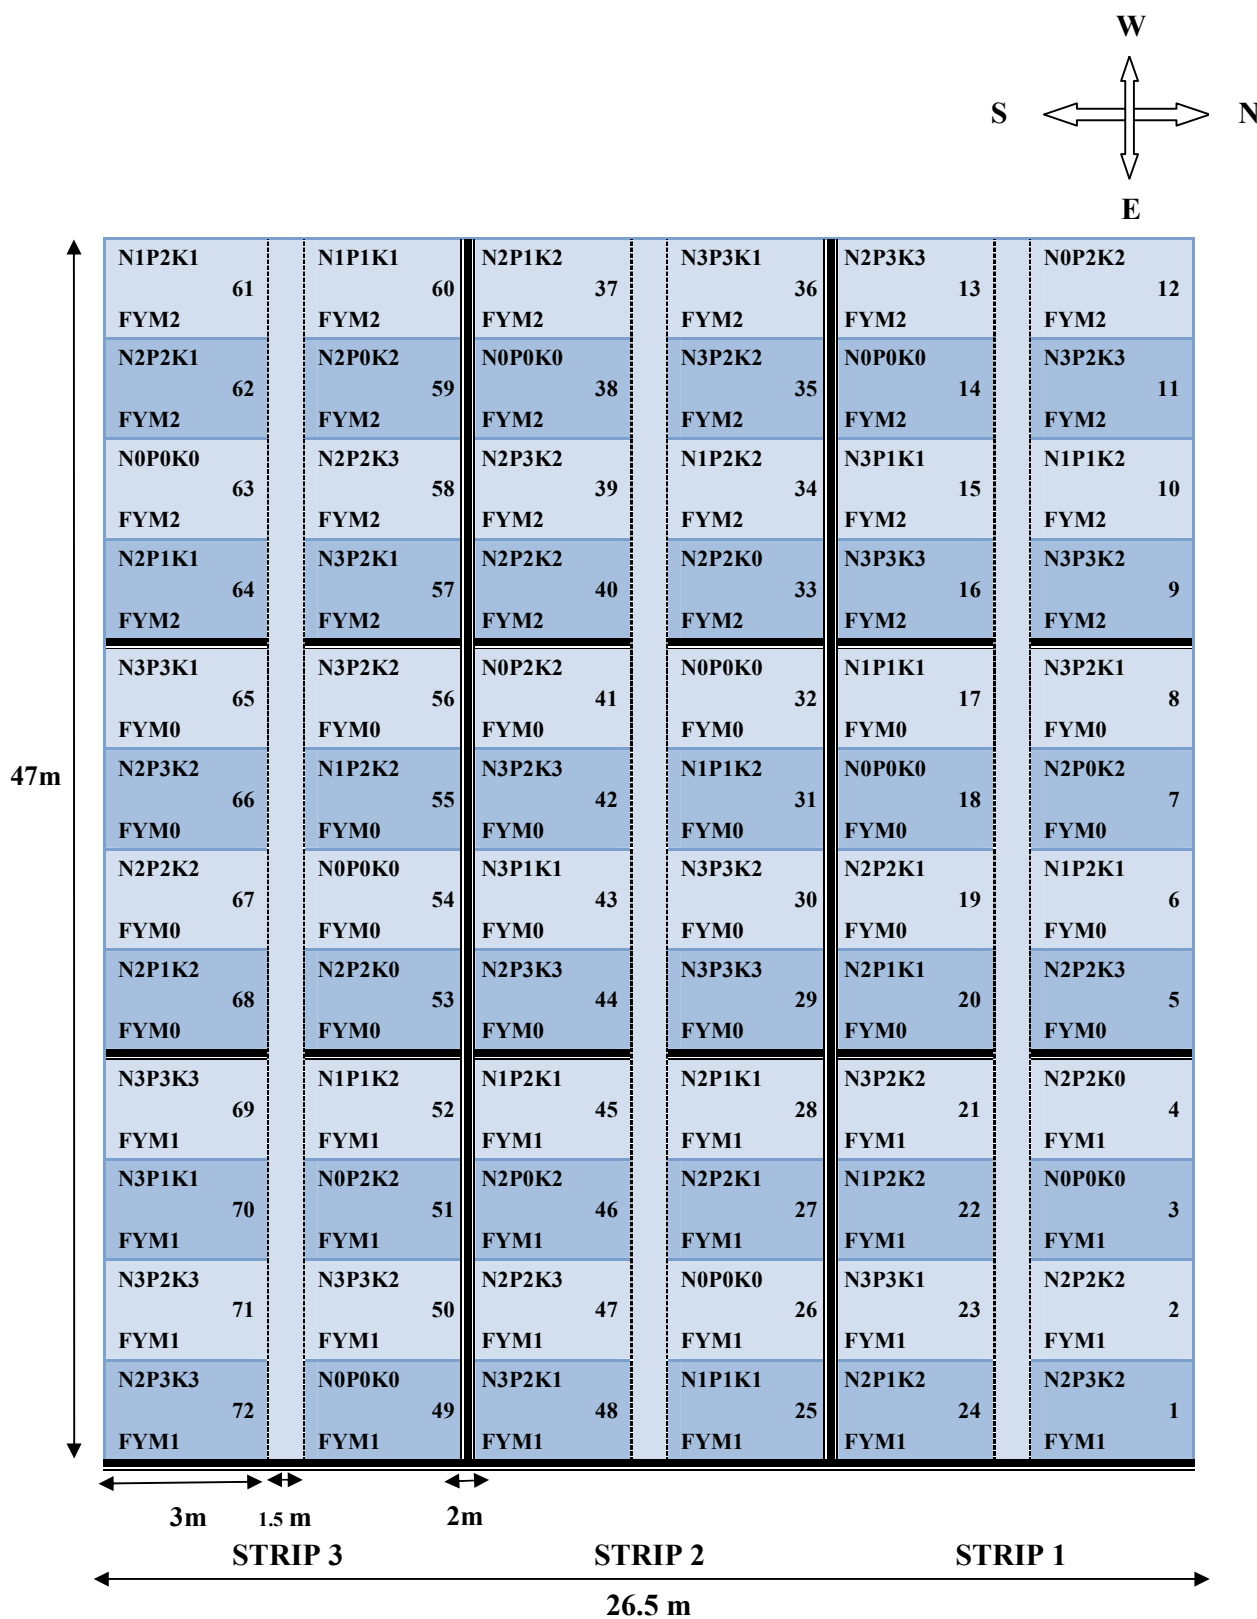 W
S N
E
N1P2K1 N1P1K1 N2P1K2 N3P3K1 N2P3K3 N0P2K2
61 60 37 36 13 12
FYM2 FYM2 FYM2 FYM2 FYM2 FYM2
N2P2K1 N2P0K2 N0P0K0 N3P2K2 N0P0K0 N3P2K3
62 59 38 35 14 11
FYM2 FYM2 FYM2 FYM2 FYM2 FYM2
N0P0K0 N2P2K3 N2P3K2 N1P2K2 N3P1K1 N1P1K2
63 58 39 34 15 10
FYM2 FYM2 FYM2 FYM2 FYM2 FYM2
N2P1K1 N3P2K1 N2P2K2 N2P2K0 N3P3K3 N3P3K2
64 57 40 33 16 9
FYM2 FYM2 FYM2 FYM2 FYM2 FYM2
N3P3K1 N3P2K2 N0P2K2 N0P0K0 N1P1K1 N3P2K1
65 56 41 32 17 8
FYM0 FYM0 FYM0 FYM0 FYM0 FYM0
N2P3K2 N1P2K2 N3P2K3 N1P1K2 N0P0K0 N2P0K2
47m
66 55 42 31 18 7
FYM0 FYM0 FYM0 FYM0 FYM0 FYM0
N2P2K2 N0P0K0 N3P1K1 N3P3K2 N2P2K1 N1P2K1
67 54 43 30 19 6
FYM0 FYM0 FYM0 FYM0 FYM0 FYM0
N2P1K2 N2P2K0 N2P3K3 N3P3K3 N2P1K1 N2P2K3
68 53 44 29 20 5
FYM0 FYM0 FYM0 FYM0 FYM0 FYM0
N3P3K3 N1P1K2 N1P2K1 N2P1K1 N3P2K2 N2P2K0
69 52 45 28 21 4
FYM1 FYM1 FYM1 FYM1 FYM1 FYM1
N3P1K1 N0P2K2 N2P0K2 N2P2K1 N1P2K2 N0P0K0
70 51 46 27 22 3
FYM1 FYM1 FYM1 FYM1 FYM1 FYM1
N3P2K3 N3P3K2 N2P2K3 N0P0K0 N3P3K1 N2P2K2
71 50 47 26 23 2
FYM1 FYM1 FYM1 FYM1 FYM1 FYM1
N2P3K3 N0P0K0 N3P2K1 N1P1K1 N2P1K2 N2P3K2
72 49 48 25 24 1
FYM1 FYM1 FYM1 FYM1 FYM1 FYM1
3m 1.5 m 2m
STRIP 3 STRIP 2 STRIP 1
26.5 m